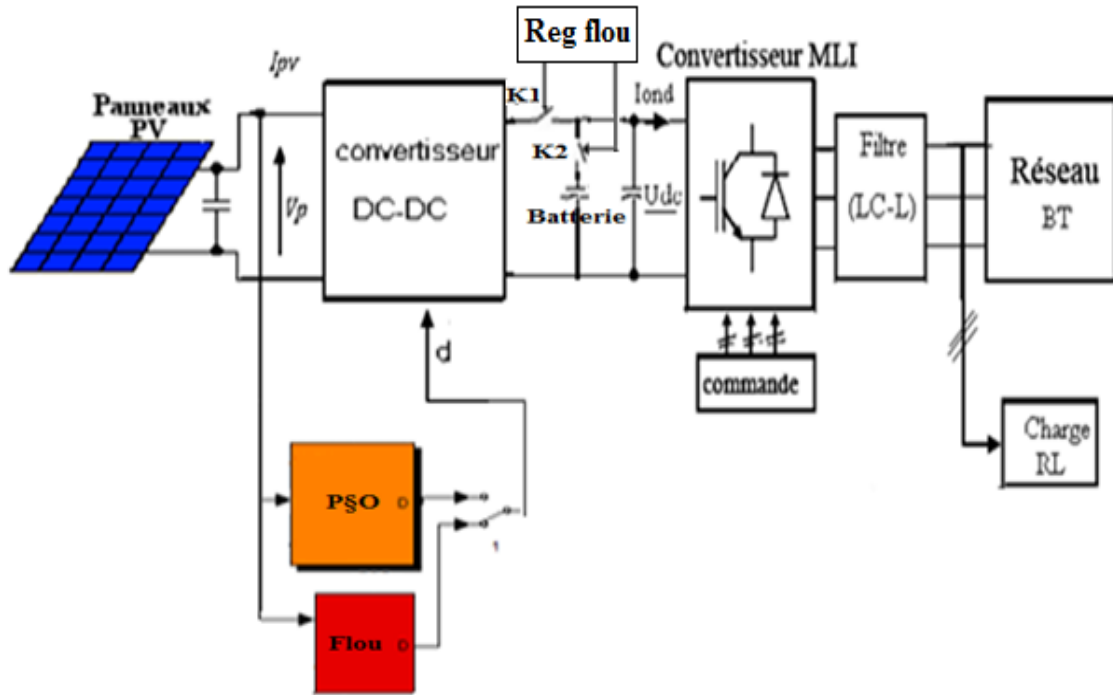 Reg flou
Convertisseur MLI
Ipv
K1
Iond
Panneaux
PV
convertisseur
DC-DC
K2
Filtre
(LC-L)
Réseau
BT
Vp
Batterie
Udc
d
commande
Charge
RL
P§O
D
1
Flou
D